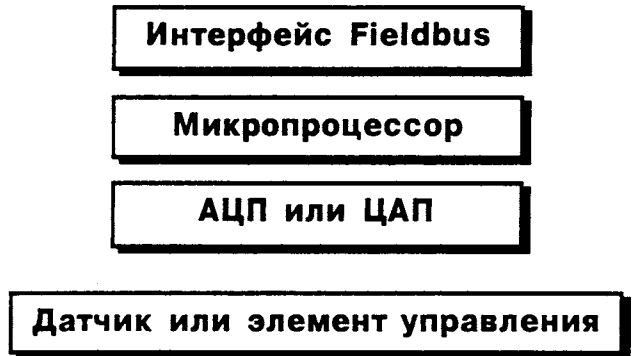 Интерфейс Fieldbus
Микропроцессор
АЦП или ЦАП
Датчик или элемент управления